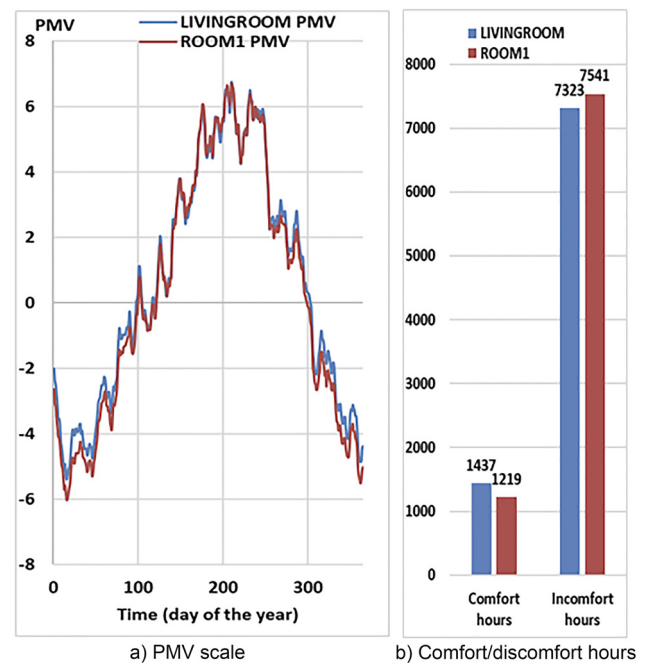 PMV
LIVINGROOM PMV
ROOM1 PMV
8
6
4
2
0
-2
-4
-6
-8
0 100 200 300
Time (day of the year)
a) PMV scale
LIVINGROOM
ROOM1
8000
7000
6000
5000
4000
3000
2000
1000
0
1437
1219
7323
7541
Comfort
hours
Incomfort
hours
b) Comfort/discomfort hours